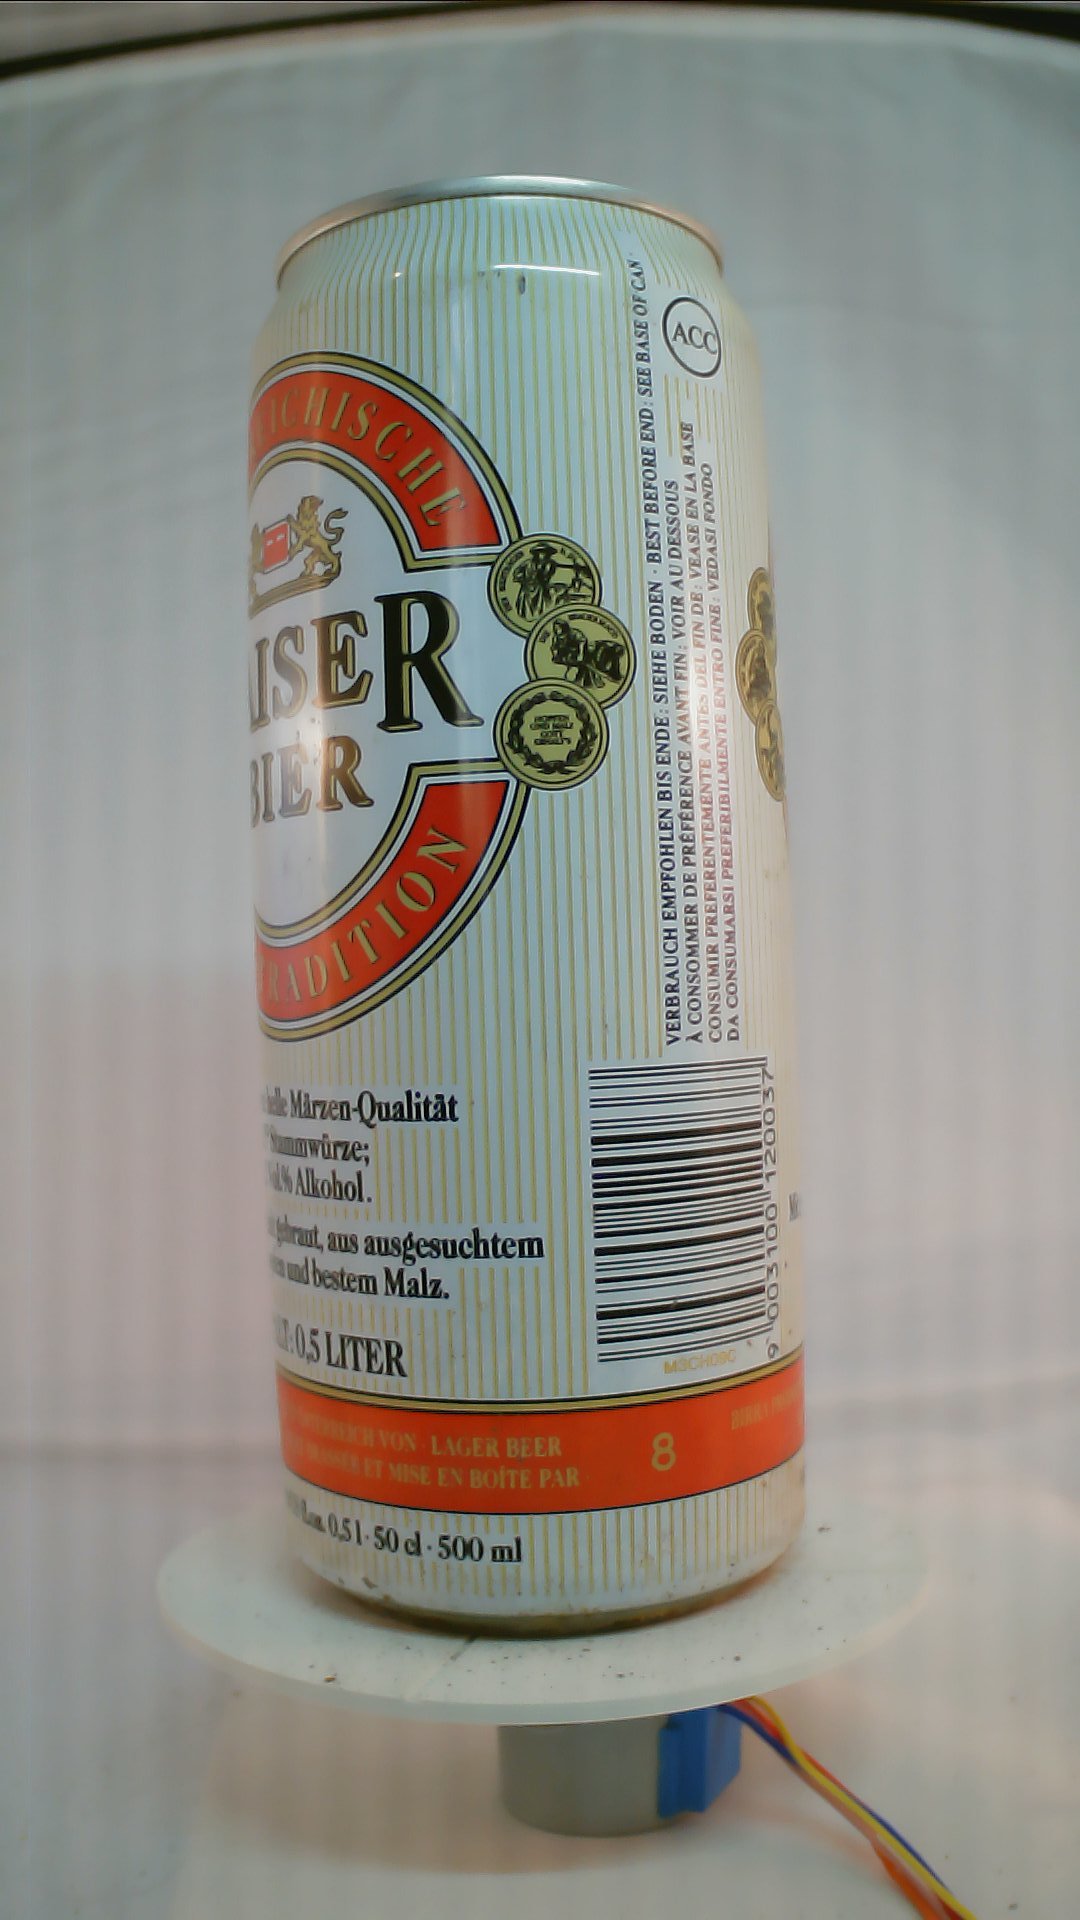 ICHISCHE
AISER
BIER
TRADITION
helle Märzen-Qualität
Stammwürze;
Vol.% Alkohol.
gebraut, aus ausgesuchtem
und bestem Malz.
0,5 LITER
VON · LAGER BEER
ET MISE EN BOÎTE PAR ·
0,5 l · 50 cl · 500 ml
8
ACC
VERBRAUCH EMPFOHLEN BIS ENDE: SIEHE BODEN · BEST BEFORE END: SEE BASE OF CAN ·
À CONSOMMER DE PRÉFÉRENCE AVANT FIN: VOIR AU DESSOUS
CONSUMIR PREFERENTEMENTE ANTES DEL FIN DE: VEASE EN LA BASE
DA CONSUMARSI PREFERIBILMENTE ENTRO FINE: VEDASI FONDO
9 003100 120037
BIRRA